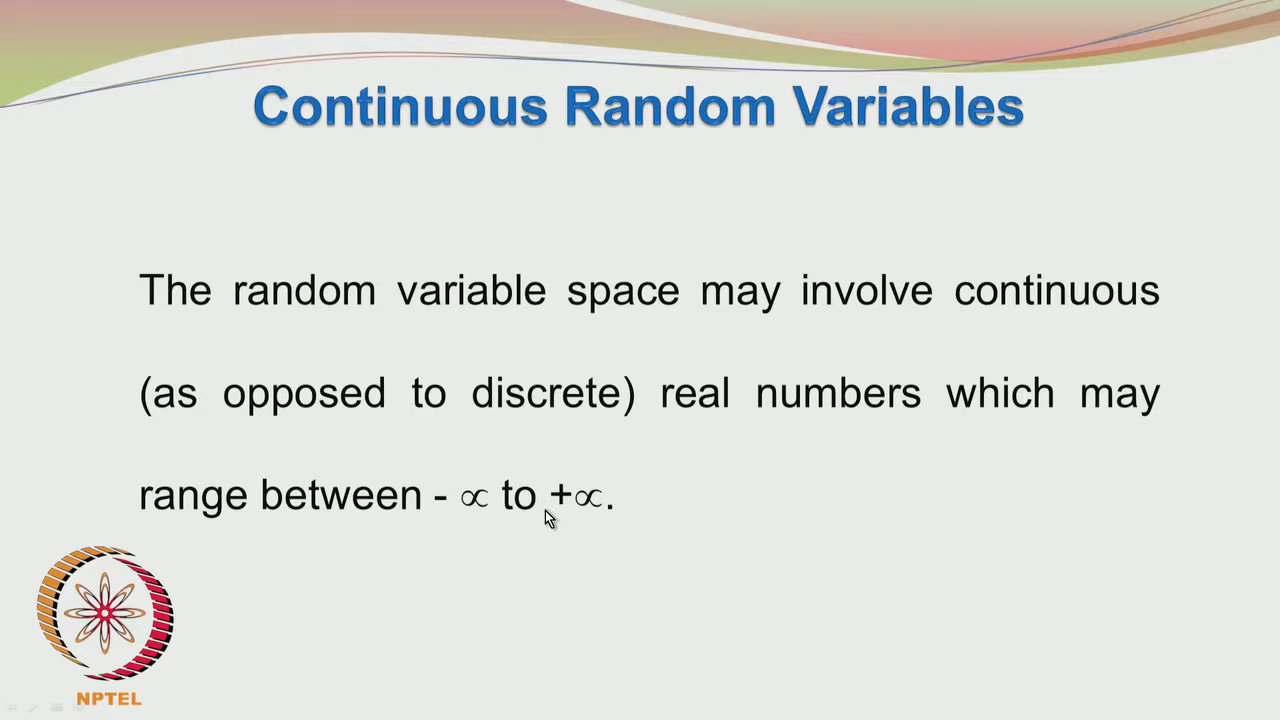 Continuous Random Variables
The random variable space may involve continuous
(as opposed to discrete) real numbers which may
range between - ∝ to +∝.
NPTEL